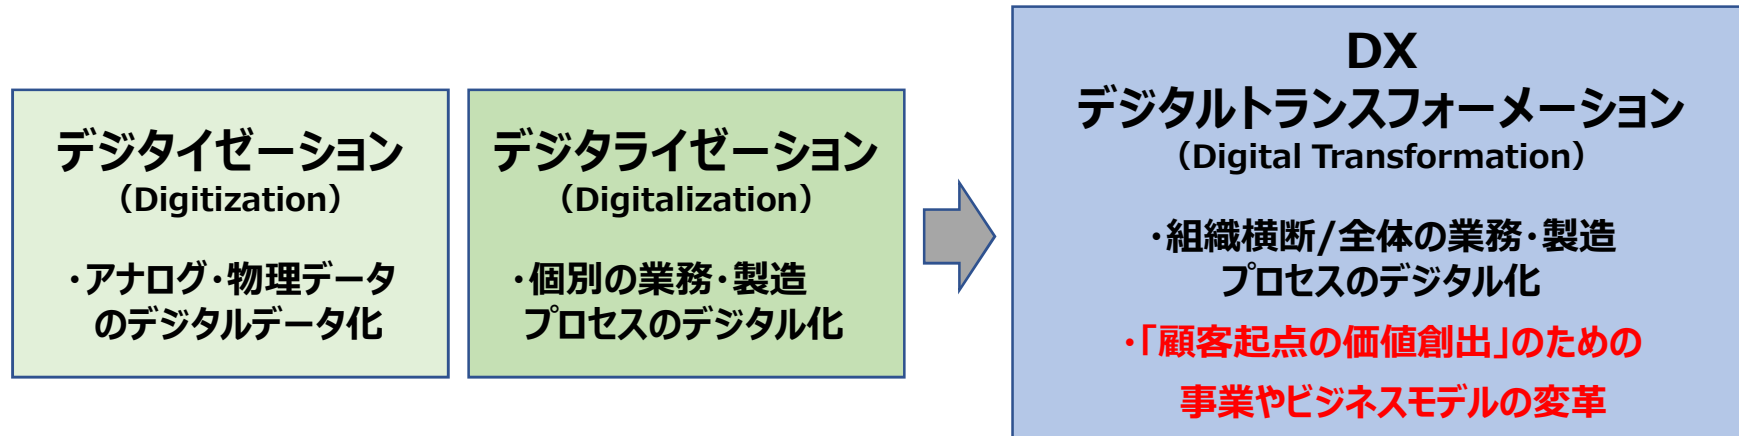 デジタイゼーション
（Digitization）
・アナログ・物理データ
のデジタルデータ化
デジタライゼーション
（Digitalization）
・個別の業務・製造
プロセスのデジタル化
DX
デジタルトランスフォーメーション
（Digital Transformation）
・組織横断/全体の業務・製造
プロセスのデジタル化
・「顧客起点の価値創出」のための
事業やビジネスモデルの変革